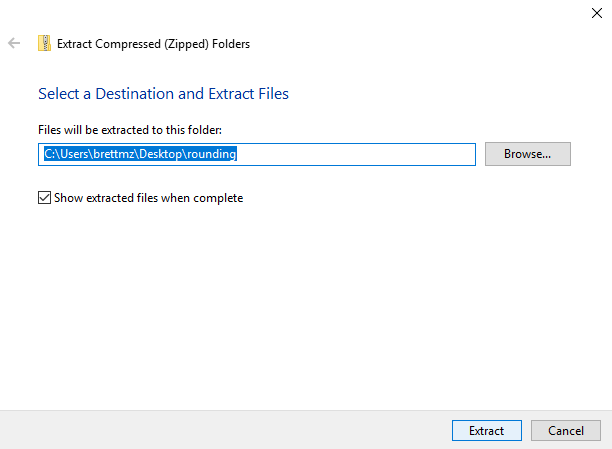 Extract Compressed (Zipped) Folders
Select a Destination and Extract Files
Files will be extracted to this folder:
C:\Users\brettmz\Desktop\rounding
Browse...
Show extracted files when complete
Extract
Cancel